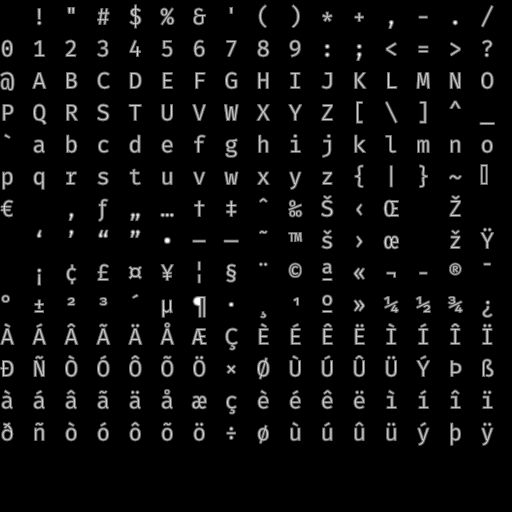 ! " # $ % & ' ( ) * + , - . /
0 1 2 3 4 5 6 7 8 9 : ; < = > ?
@ A B C D E F G H I J K L M N O
P Q R S T U V W X Y Z [ \ ] ^ _
` a b c d e f g h i j k l m n o
p q r s t u v w x y z { | } ~ ▯
€ ‚ ƒ „ … † ‡ ˆ ‰ Š ‹ Œ Ž
‘ ’ “ ” • – — ˜ ™ š › œ ž Ÿ
¡ ¢ £ ¤ ¥ ¦ § ¨ © ª « ¬ - ® ¯
° ± ² ³ ´ µ ¶ · ¸ ¹ º » ¼ ½ ¾ ¿
À Á Â Ã Ä Å Æ Ç È É Ê Ë Ì Í Î Ï
Ð Ñ Ò Ó Ô Õ Ö × Ø Ù Ú Û Ü Ý Þ ß
à á â ã ä å æ ç è é ê ë ì í î ï
ð ñ ò ó ô õ ö ÷ ø ù ú û ü ý þ ÿ